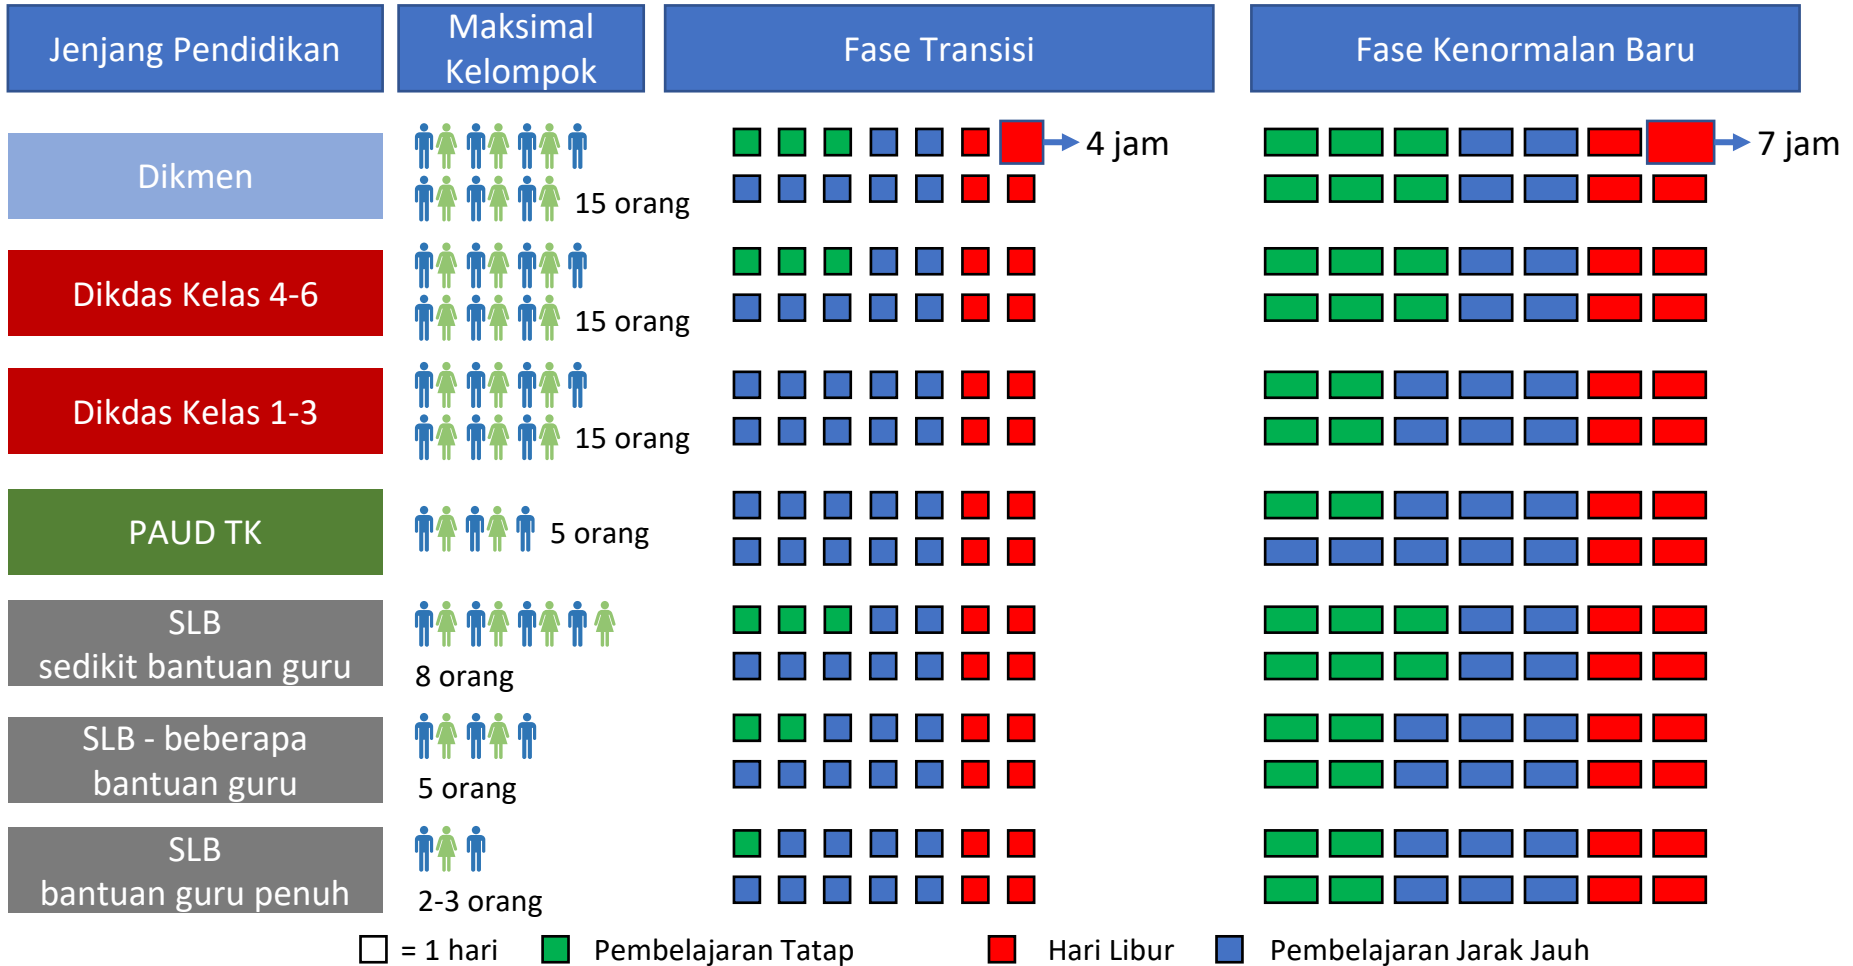 Jenjang Pendidikan
Maksimal
Kelompok
Fase Transisi
Fase Kenormalan Baru
Dikmen
15 orang
4 jam
7 jam
Dikdas Kelas 4-6
15 orang
Dikdas Kelas 1-3
15 orang
PAUD TK
5 orang
SLB
sedikit bantuan guru
8 orang
SLB - beberapa
bantuan guru
5 orang
SLB
bantuan guru penuh
2-3 orang
= 1 hari
Pembelajaran Tatap
Hari Libur
Pembelajaran Jarak Jauh